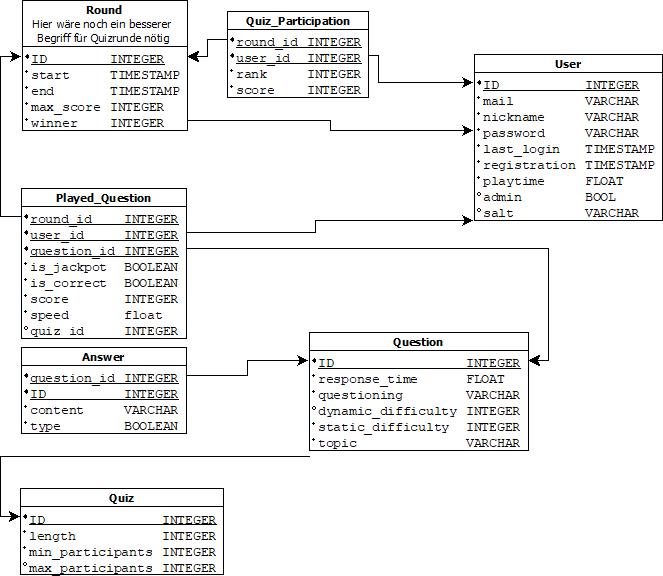 Round
Hier wäre noch ein besserer
Begriff für Quizrunde nötig
ID INTEGER
start TIMESTAMP
end TIMESTAMP
max_score INTEGER
winner INTEGER
Quiz_Participation
round_id INTEGER
user_id INTEGER
rank INTEGER
score INTEGER
User
ID INTEGER
mail VARCHAR
nickname VARCHAR
password VARCHAR
last_login TIMESTAMP
registration TIMESTAMP
playtime FLOAT
admin BOOL
salt VARCHAR
Played_Question
round_id INTEGER
user_id INTEGER
question_id INTEGER
is_jackpot BOOLEAN
is_correct BOOLEAN
score INTEGER
speed float
quiz_id INTEGER
Answer
question_id INTEGER
ID INTEGER
content VARCHAR
type BOOLEAN
Question
ID INTEGER
response_time FLOAT
questioning VARCHAR
dynamic_difficulty INTEGER
static_difficulty INTEGER
topic VARCHAR
Quiz
ID INTEGER
length INTEGER
min_participants INTEGER
max_participants INTEGER